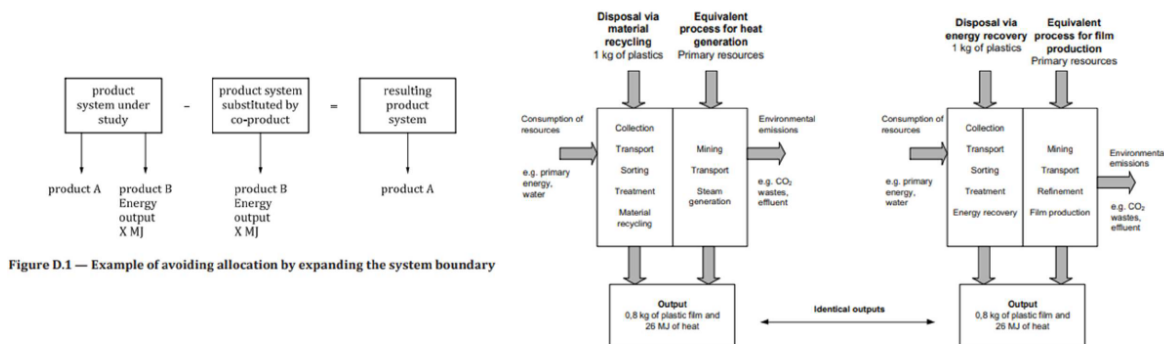 product
system under
study
-
product system
substituted by
co-product
=
resulting
product
system
product A
product B
Energy
output
X MJ
product B
Energy
output
X MJ
product A
Figure D.1 — Example of avoiding allocation by expanding the system boundary
Disposal via
material
recycling
1 kg of plastics
Equivalent
process for heat
generation
Primary resources
Consumption of
resources
e.g. primary
energy,
water
Collection
Transport
Sorting
Treatment
Material
recycling
Mining
Transport
Steam
generation
Environmental
emissions
e.g. CO₂
wastes,
effluent
Output
0,8 kg of plastic film and
26 MJ of heat
Identical outputs
Disposal via
energy recovery
1 kg of plastics
Equivalent
process for film
production
Primary resources
Consumption of
resources
e.g. primary
energy,
water
Collection
Transport
Sorting
Treatment
Energy recovery
Mining
Transport
Refinement
Film production
Environmental
emissions
e.g. CO₂
wastes,
effluent
Output
0,8 kg of plastic film and
26 MJ of heat